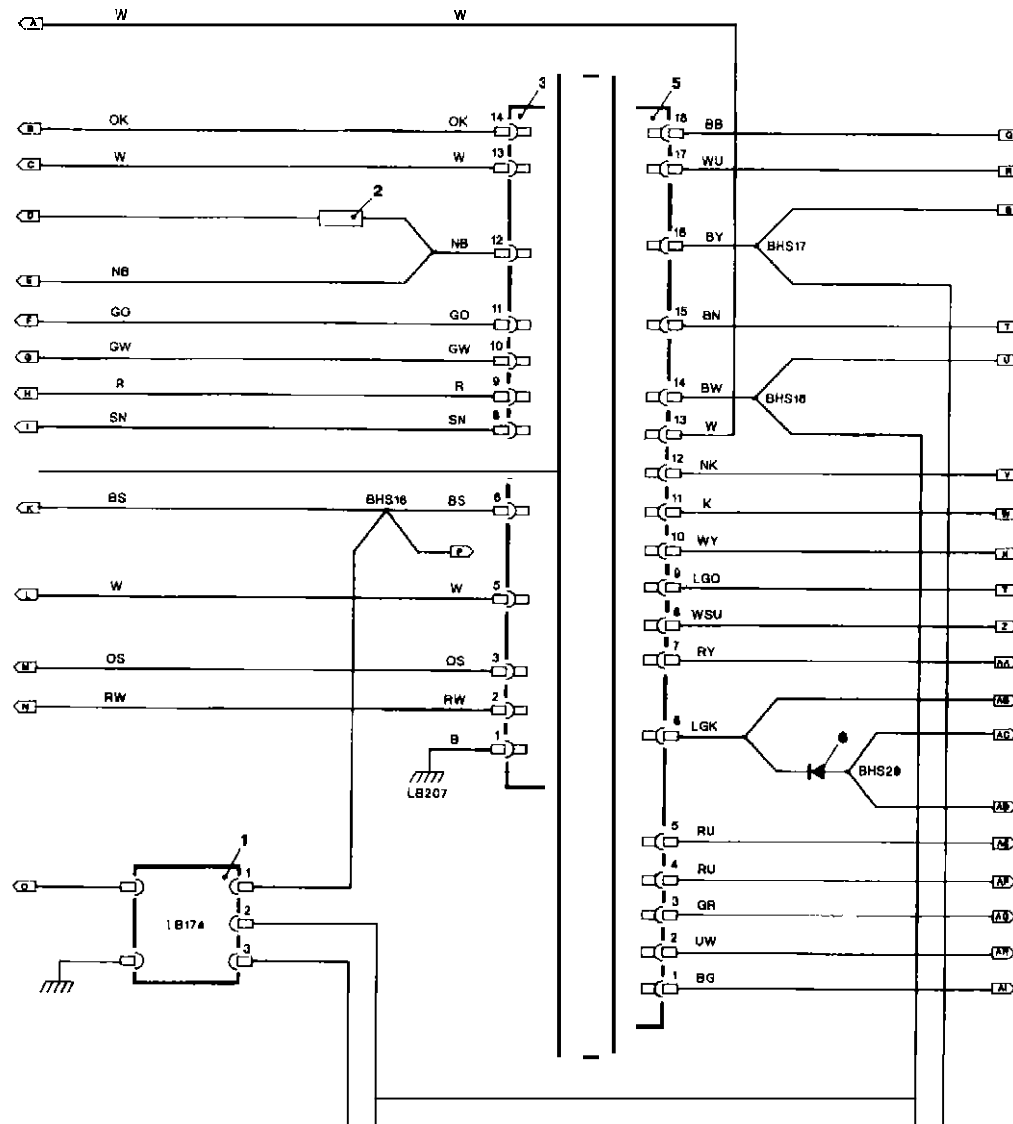 A W W
3 5
B OK OK 14 18 BB Q
C W W 13 17 WU R
D 2 S
12 NB 16 BY BHS17
E NB
F GO GO 11 15 BN T
G GW GW 10 U
H R R 9 14 BW BHS18
I SN SN 8 13 W
12 NK V
K BS BHS16 BS 6 11 K W
P 10 WY X
L W W 5 9 LGO Y
8 WSU Z
M OS OS 3 7 RY AA
N RW RW 2 AB
B 1 6 LGK 6 AC
LB207 BHS20
AD
5 RU AE
1
O 1 4 RU AF
LB174 2 3 GR AG
3 2 UW AH
1 BG AI